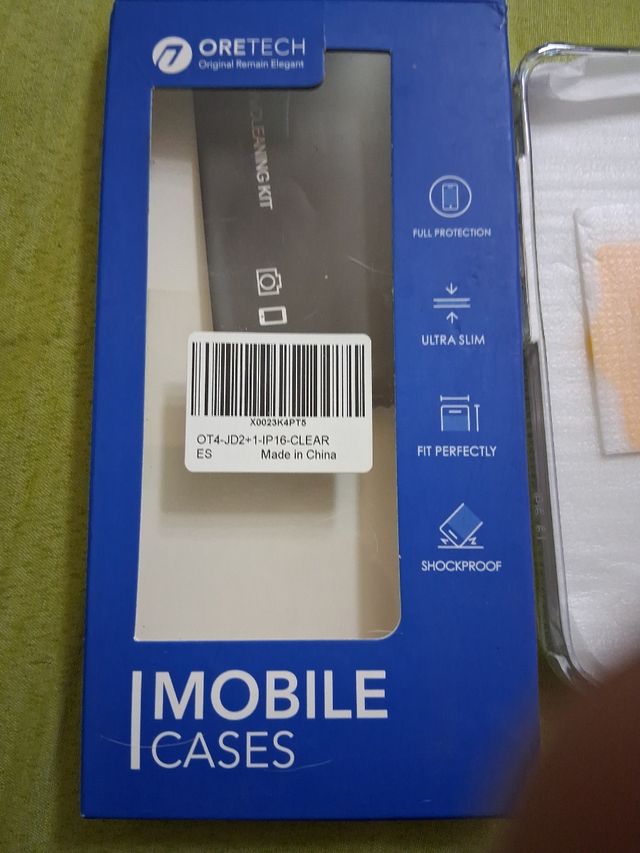 ORETECH
Original Remain Elegant
CLEANING KIT
FULL PROTECTION
ULTRA SLIM
X0023K4PT5
OT4-JD2+1-IP16-CLEAR
ES Made in China
FIT PERFECTLY
SHOCKPROOF
MOBILE
CASES